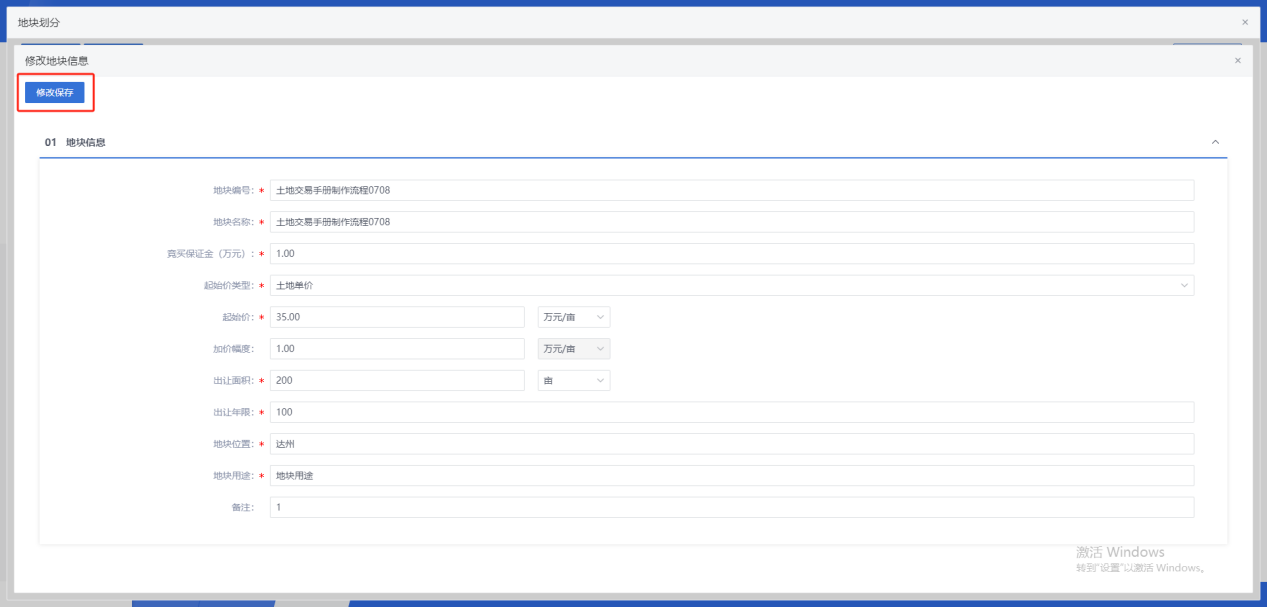 地块划分
×
修改地块信息
×
修改保存
01 地块信息
地块编号：* 土地交易手册制作流程0708
地块名称：* 土地交易手册制作流程0708
竞买保证金（万元）：* 1.00
起始价类型：* 土地单价
起始价：* 35.00 万元/亩
加价幅度： 1.00 万元/亩
出让面积：* 200 亩
出让年限：* 100
地块位置：* 达州
地块用途：* 地块用途
备注： 1
激活 Windows
转到"设置"以激活 Windows。